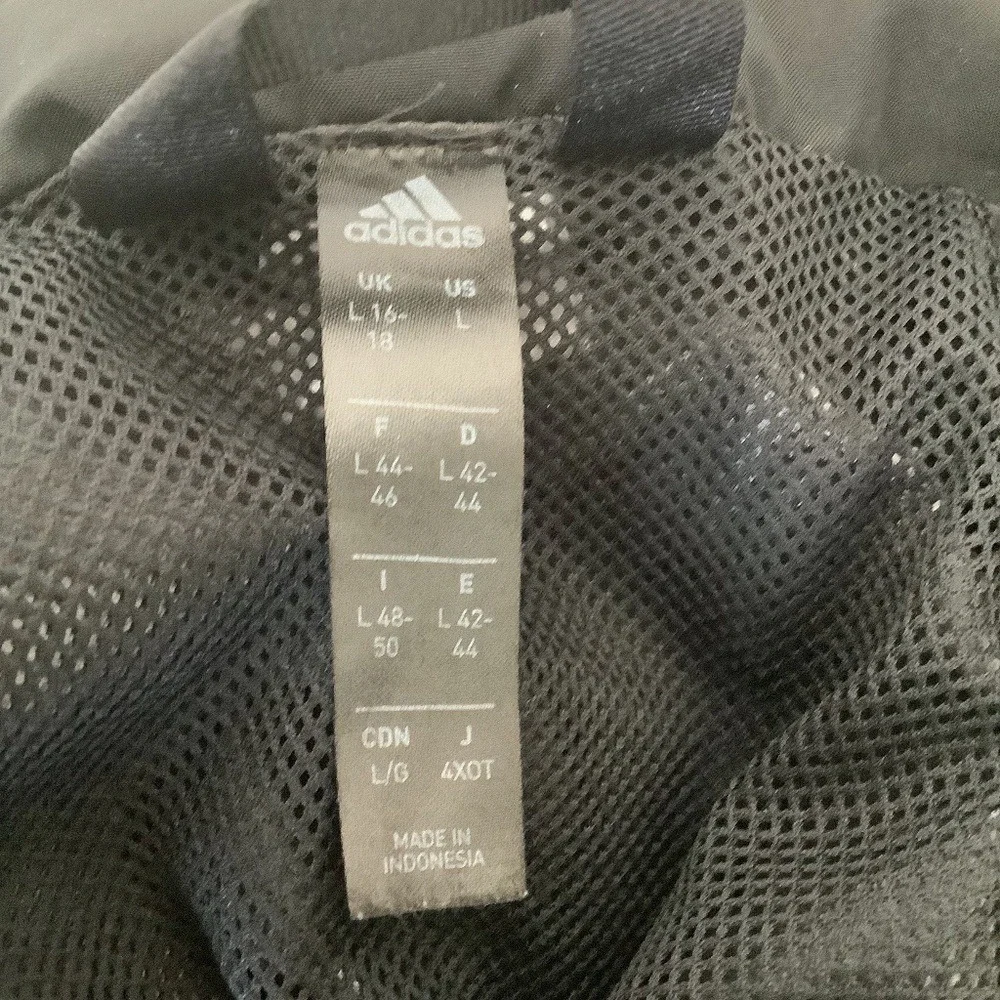 adidas
UK US
L 16- L
18
F D
L 44- L 42-
46 44
I E
L 48- L 42-
50 44
CDN J
L/G 4XOT
MADE IN
INDONESIA